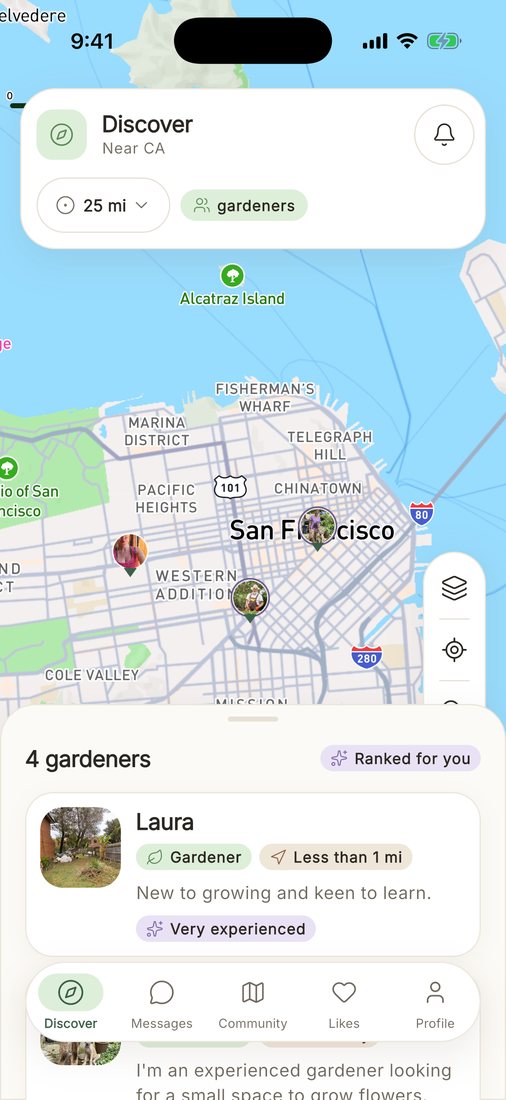 elvedere
9:41
0
Discover
Near CA
25 mi
gardeners
Alcatraz Island
ge
FISHERMAN'S
WHARF
MARINA
DISTRICT
TELEGRAPH
HILL
io of San
ncisco
PACIFIC
HEIGHTS
101
CHINATOWN
80
San F cisco
ND
CT
WESTERN
ADDITION
280
COLE VALLEY
MISSION
4 gardeners
Ranked for you
Laura
Gardener
Less than 1 mi
New to growing and keen to learn.
Very experienced
Discover
Messages
Community
Likes
Profile
I'm an experienced gardener looking
for a small space to grow flowers.